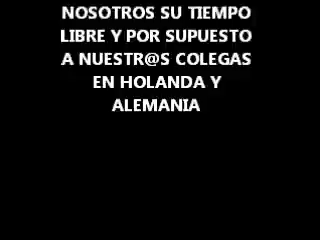 NOSOTROS SU TIEMPO
LIBRE Y POR SUPUESTO
A NUESTR@S COLEGAS
EN HOLANDA Y
ALEMANIA